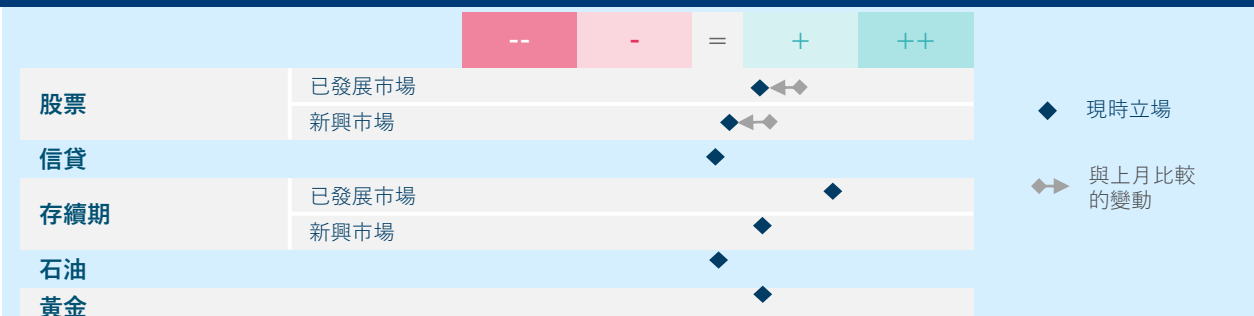 -- - = + ++
股票
已發展市場
新興市場
信貸
存續期
已發展市場
新興市場
石油
黃金
現時立場
與上月比較
的變動